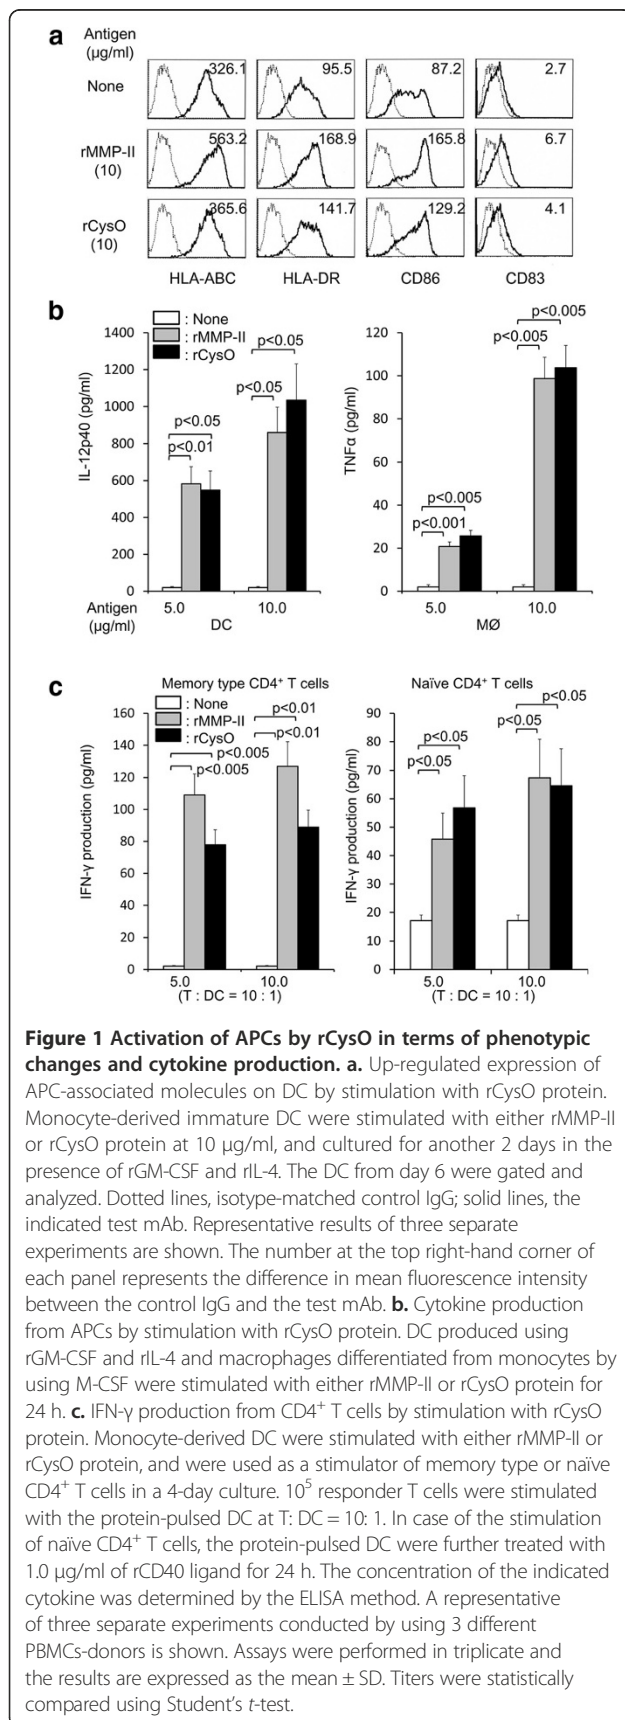 a
Antigen
(µg/ml)
None
326.1
95.5
87.2
2.7
rMMP-II
(10)
563.2
168.9
165.8
6.7
rCysO
(10)
365.6
141.7
129.2
4.1
HLA-ABC
HLA-DR
CD86
CD83
b
: None
: rMMP-II
: rCysO
IL-12p40 (pg/ml)
1400
1200
1000
800
600
400
200
0
p<0.05
p<0.01
p<0.05
p<0.05
Antigen
(µg/ml)
5.0
10.0
DC
TNFα (pg/ml)
120
100
80
60
40
20
0
p<0.005
p<0.001
p<0.005
p<0.005
5.0
10.0
MØ
c
Memory type CD4⁺ T cells
: None
: rMMP-II
: rCysO
IFN-γ production (pg/ml)
160
140
120
100
80
60
40
20
0
p<0.005
p<0.005
p<0.01
p<0.01
5.0
10.0
(T : DC = 10 : 1)
Naïve CD4⁺ T cells
IFN-γ production (pg/ml)
90
80
70
60
50
40
30
20
10
0
p<0.05
p<0.05
p<0.05
p<0.05
5.0
10.0
(T : DC = 10 : 1)
Figure 1 Activation of APCs by rCysO in terms of phenotypic
changes and cytokine production. a. Up-regulated expression of
APC-associated molecules on DC by stimulation with rCysO protein.
Monocyte-derived immature DC were stimulated with either rMMP-II
or rCysO protein at 10 µg/ml, and cultured for another 2 days in the
presence of rGM-CSF and rIL-4. The DC from day 6 were gated and
analyzed. Dotted lines, isotype-matched control IgG; solid lines, the
indicated test mAb. Representative results of three separate
experiments are shown. The number at the top right-hand corner of
each panel represents the difference in mean fluorescence intensity
between the control IgG and the test mAb. b. Cytokine production
from APCs by stimulation with rCysO protein. DC produced using
rGM-CSF and rIL-4 and macrophages differentiated from monocytes by
using M-CSF were stimulated with either rMMP-II or rCysO protein for
24 h. c. IFN-γ production from CD4⁺ T cells by stimulation with rCysO
protein. Monocyte-derived DC were stimulated with either rMMP-II or
rCysO protein, and were used as a stimulator of memory type or naïve
CD4⁺ T cells in a 4-day culture. 10⁵ responder T cells were stimulated
with the protein-pulsed DC at T: DC = 10: 1. In case of the stimulation
of naïve CD4⁺ T cells, the protein-pulsed DC were further treated with
1.0 µg/ml of rCD40 ligand for 24 h. The concentration of the indicated
cytokine was determined by the ELISA method. A representative
of three separate experiments conducted by using 3 different
PBMCs-donors is shown. Assays were performed in triplicate and
the results are expressed as the mean ± SD. Titers were statistically
compared using Student's t-test.